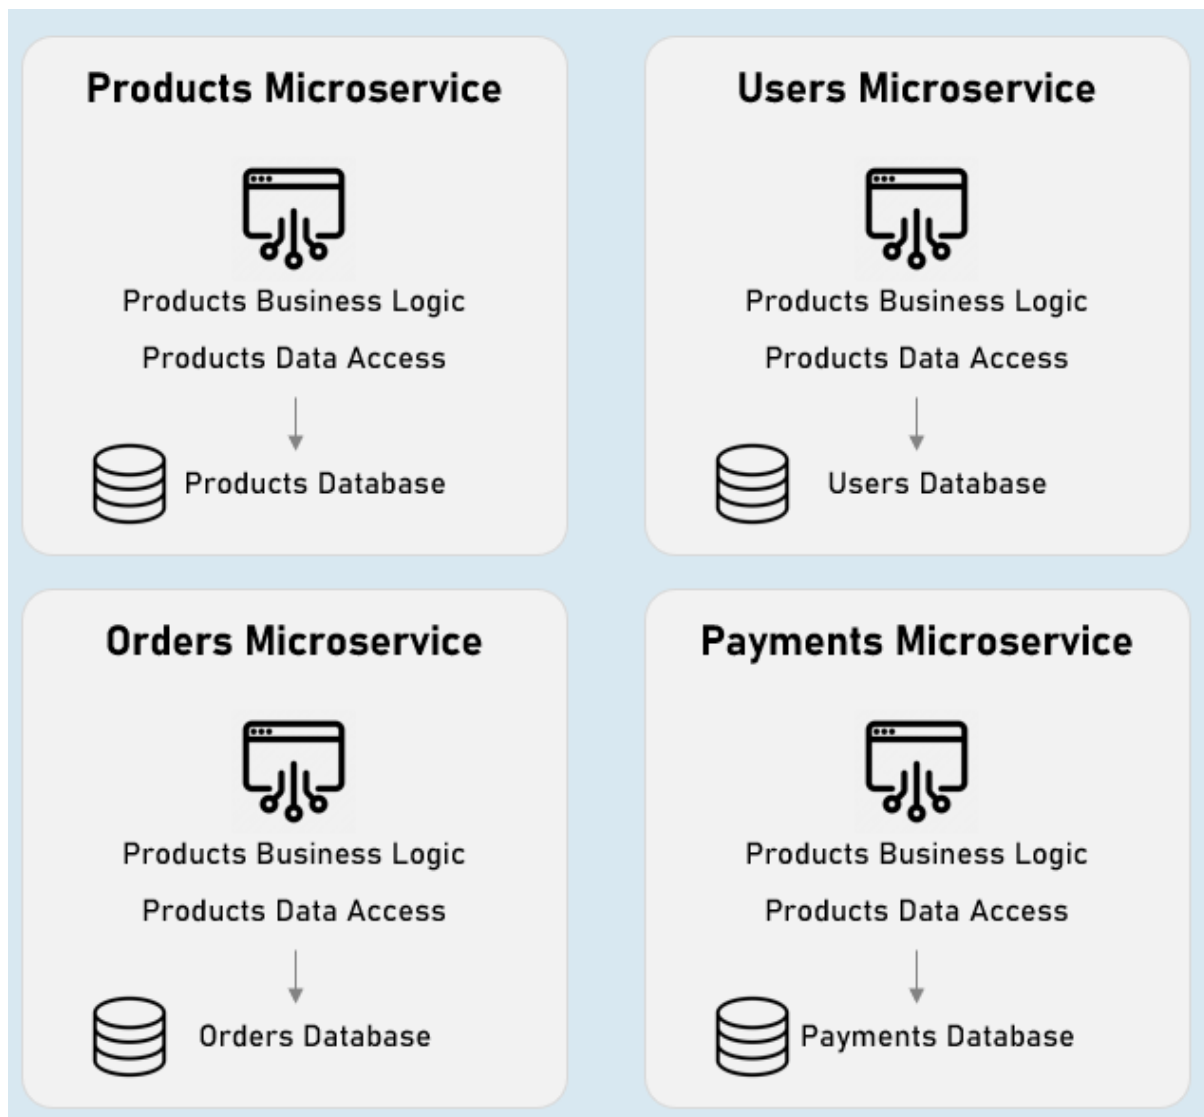 Products Microservice
Products Business Logic
Products Data Access
Products Database
Users Microservice
Products Business Logic
Products Data Access
Users Database
Orders Microservice
Products Business Logic
Products Data Access
Orders Database
Payments Microservice
Products Business Logic
Products Data Access
Payments Database